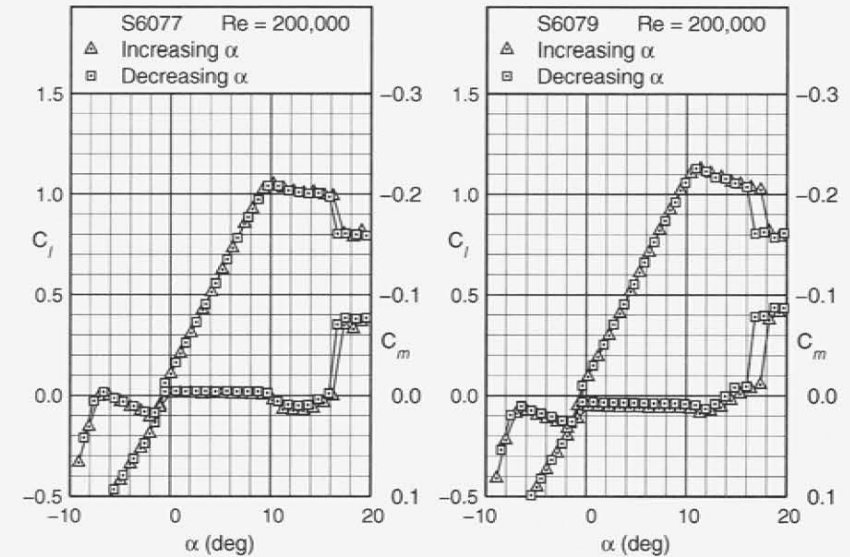 S6077 Re = 200,000
Increasing α
Decreasing α
1.5
1.0
C_l
0.5
0.0
−0.5
−0.3
−0.2
−0.1
C_m
0.0
0.1
−10 0 10 20
α (deg)
S6079 Re = 200,000
Increasing α
Decreasing α
1.5
1.0
C_l
0.5
0.0
−0.5
−0.3
−0.2
−0.1
C_m
0.0
0.1
−10 0 10 20
α (deg)